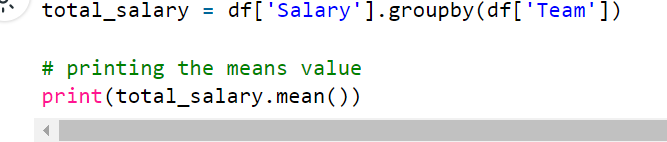 total_salary = df['Salary'].groupby(df['Team'])
# printing the means value
print(total_salary.mean())